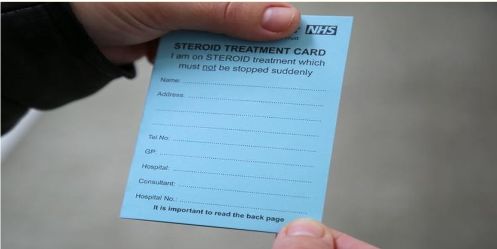 NHS
STEROID TREATMENT CARD
I am on STEROID treatment which
must not be stopped suddenly
Name:
Address:
Tel No:
GP:
Hospital:
Consultant:
Hospital No.:
It is important to read the back page